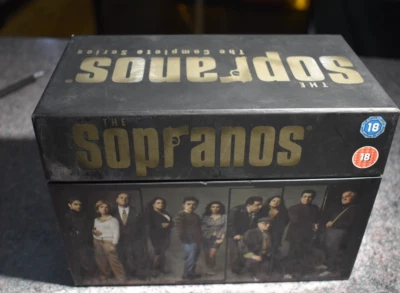 THE
Sopranos
The Complete Series
THE
Sopranos
18
18